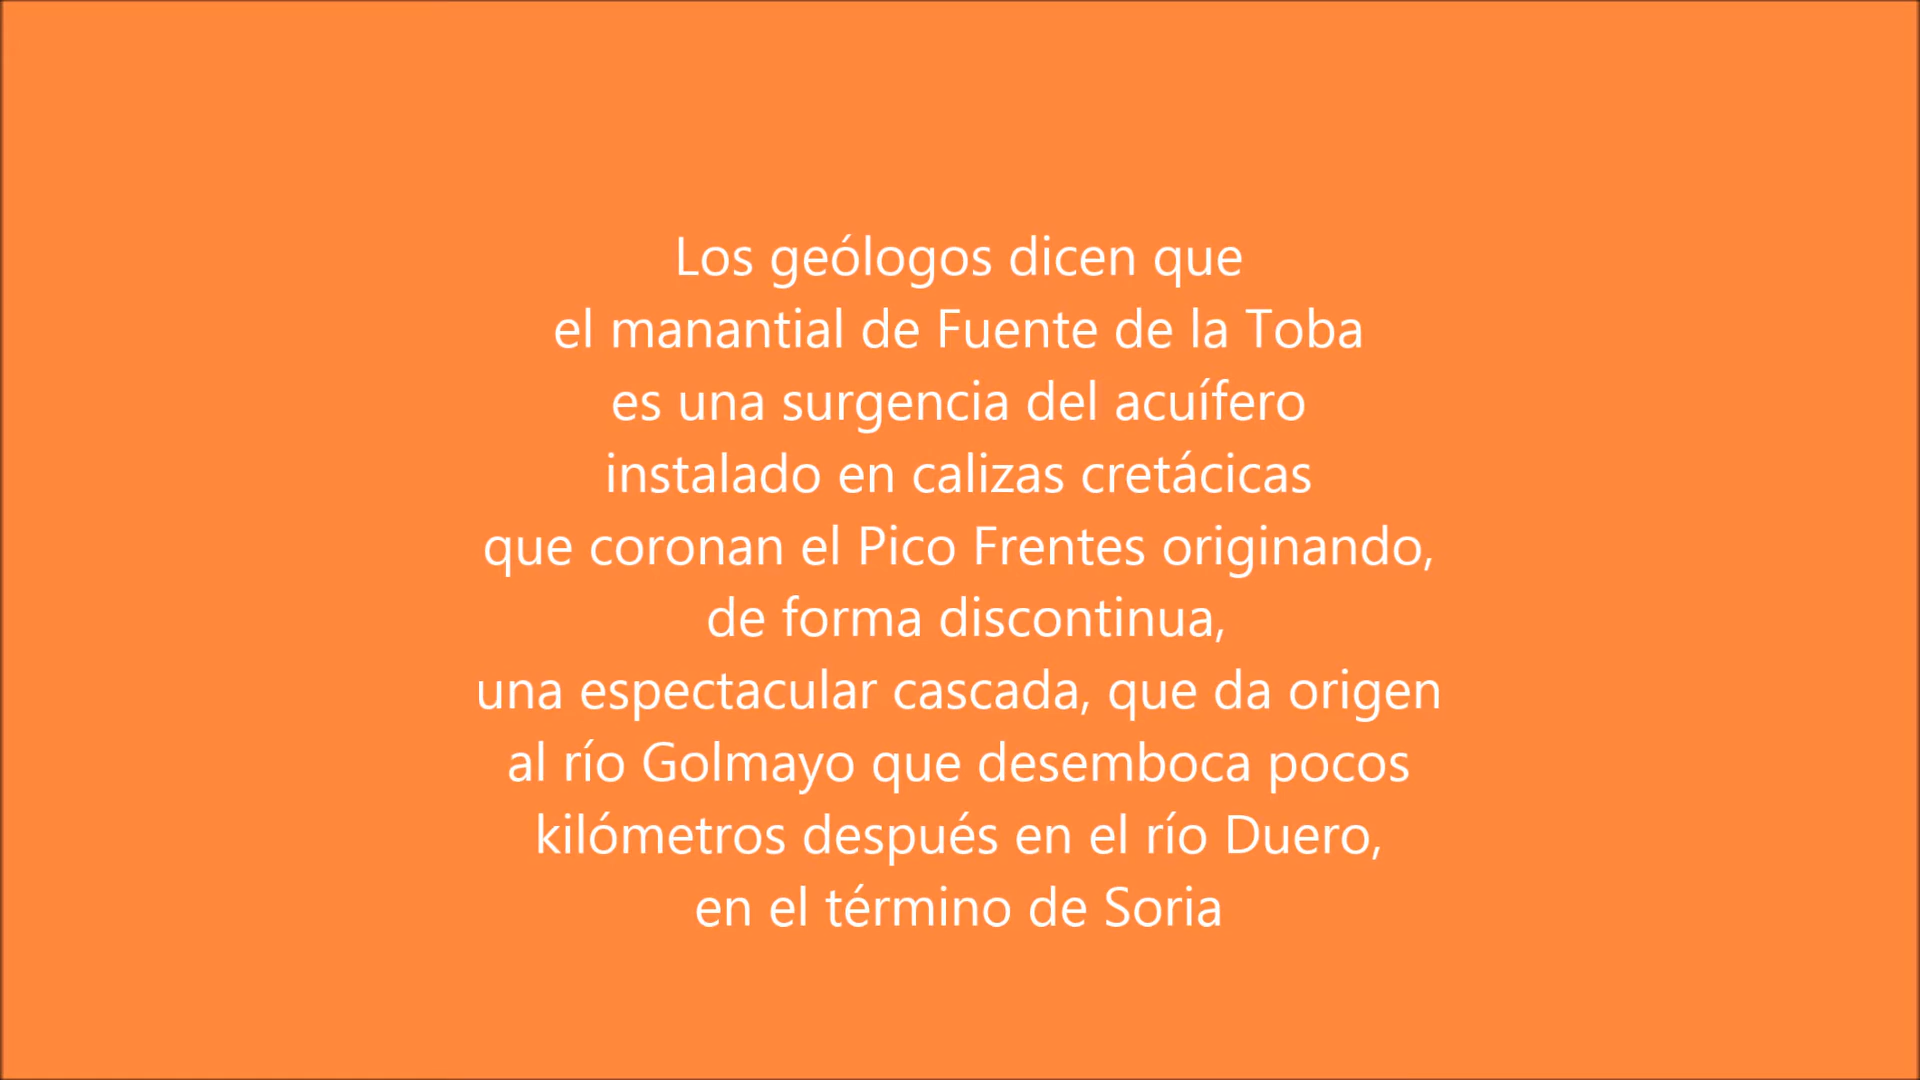 Los geólogos dicen que
el manantial de Fuente de la Toba
es una surgencia del acuífero
instalado en calizas cretácicas
que coronan el Pico Frentes originando,
de forma discontinua,
una espectacular cascada, que da origen
al río Golmayo que desemboca pocos
kilómetros después en el río Duero,
en el término de Soria